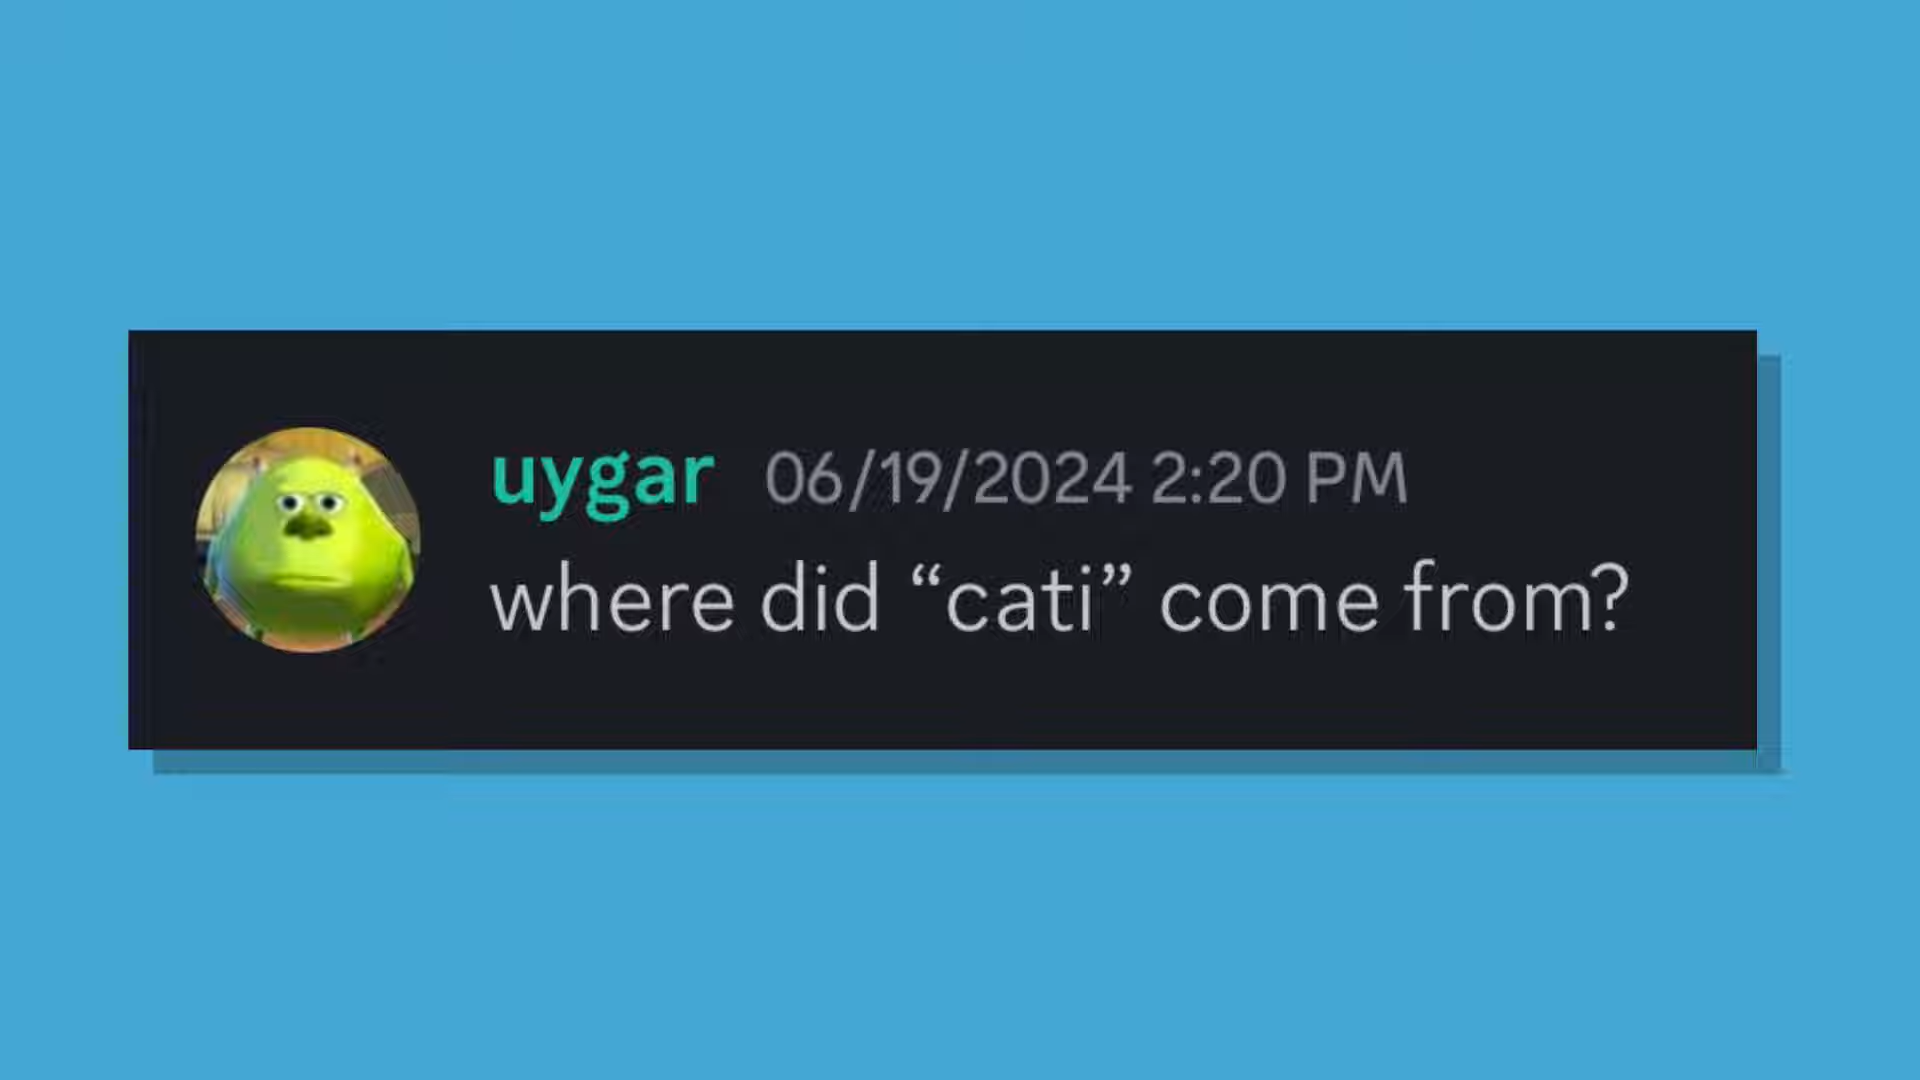 uygar 06/19/2024 2:20 PM
where did “cati” come from?